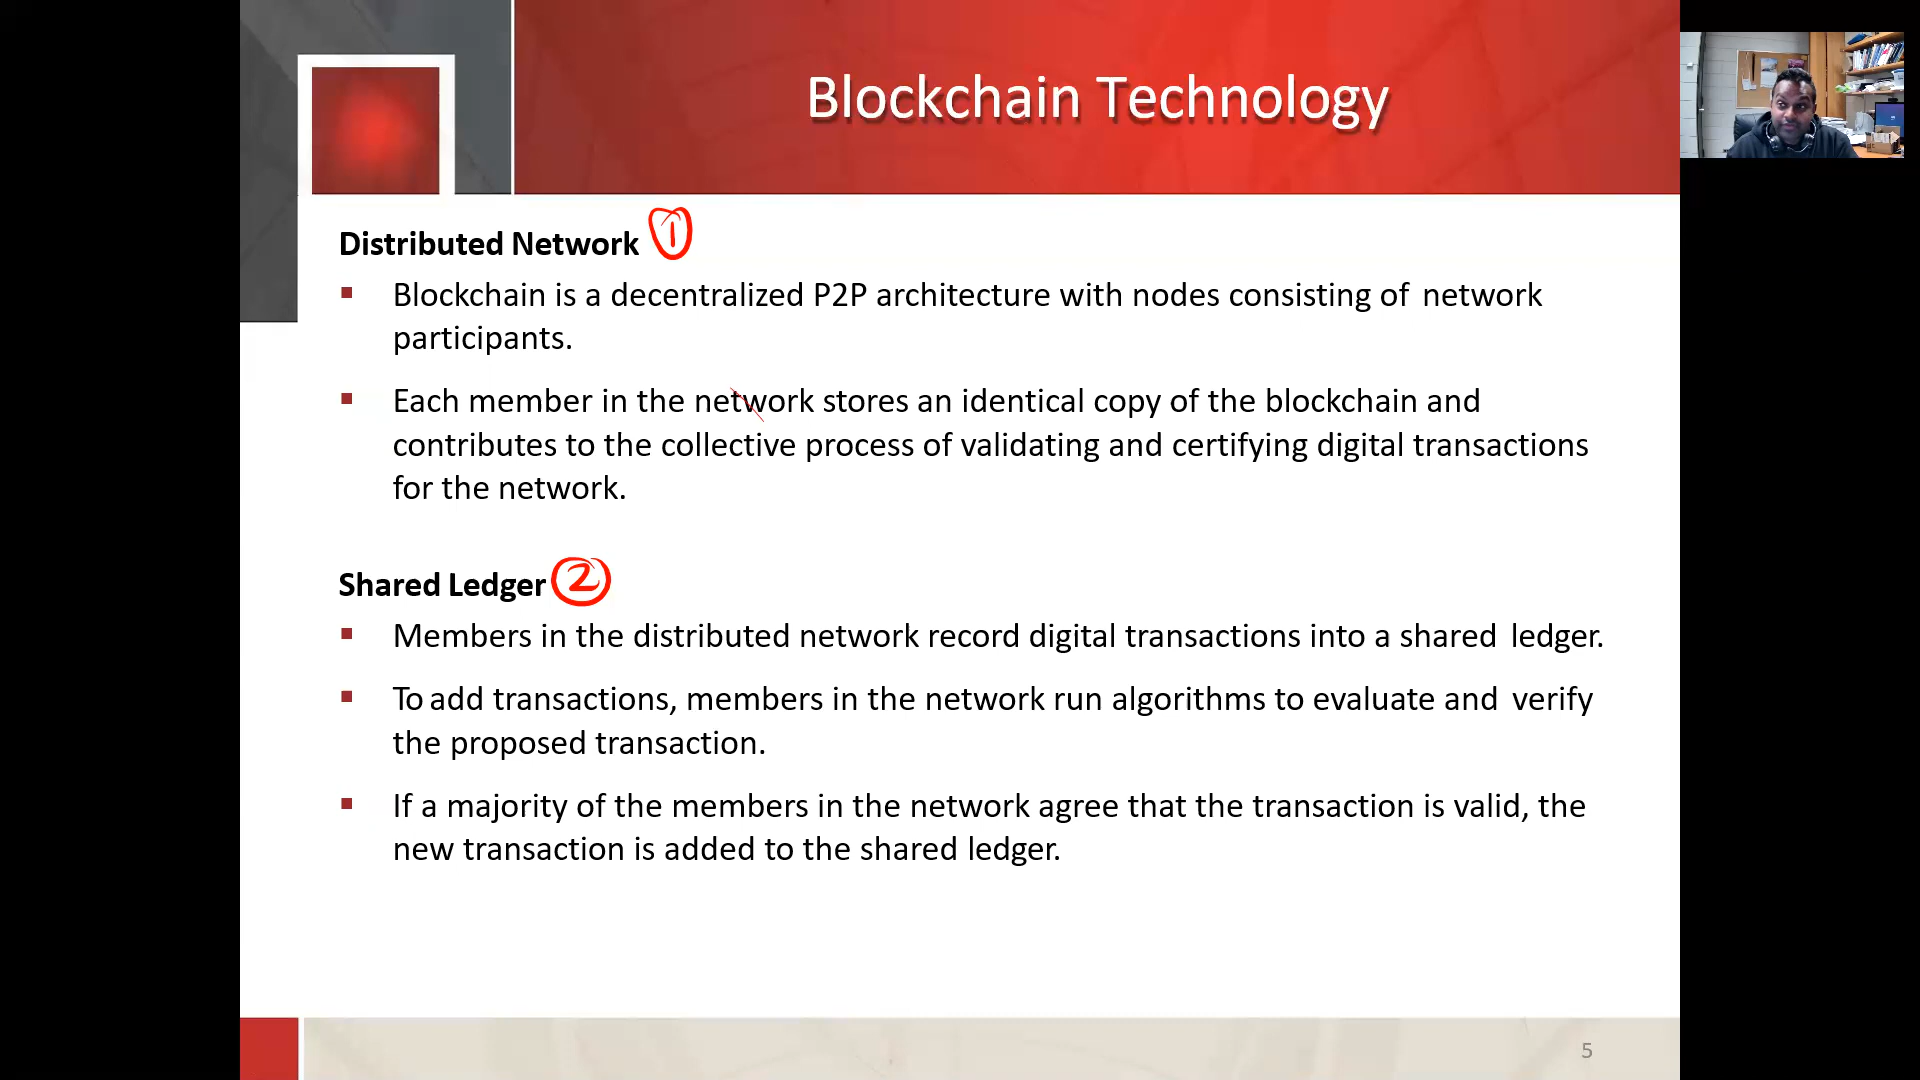 Blockchain Technology
Distributed Network 1
Blockchain is a decentralized P2P architecture with nodes consisting of network
participants.
Each member in the network stores an identical copy of the blockchain and
contributes to the collective process of validating and certifying digital transactions
for the network.
Shared Ledger 2
Members in the distributed network record digital transactions into a shared ledger.
To add transactions, members in the network run algorithms to evaluate and verify
the proposed transaction.
If a majority of the members in the network agree that the transaction is valid, the
new transaction is added to the shared ledger.
5